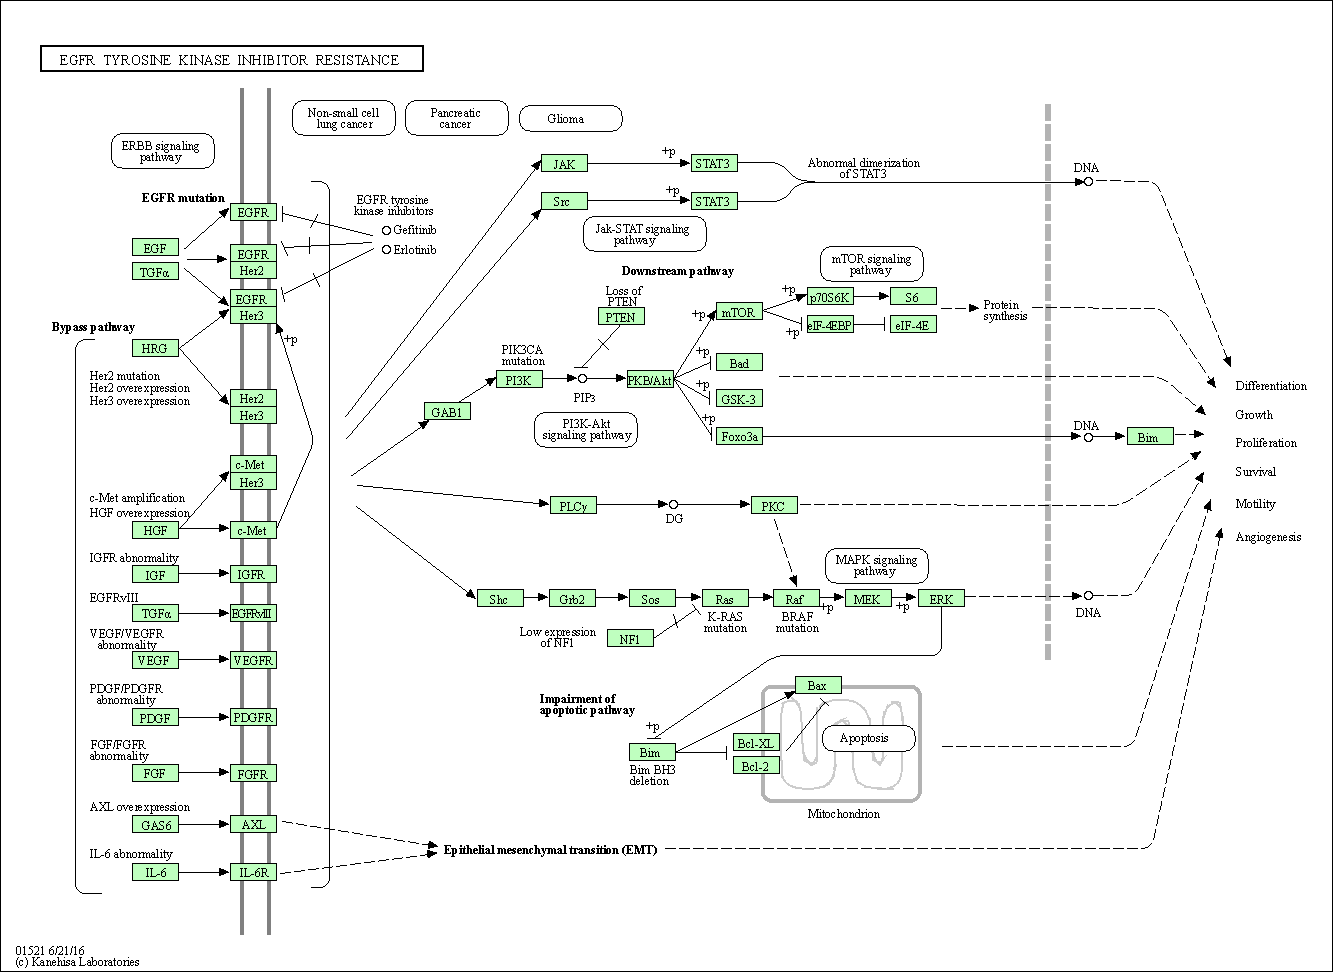 EGFR TYROSINE KINASE INHIBITOR RESISTANCE
Non-small cell
lung cancer
Pancreatic
cancer
Glioma
ERBB signaling
pathway
EGFR mutation
EGFR
EGF
TGFα
EGFR
Her2
EGFR
Her3
EGFR tyrosine
kinase inhibitors
Gefitinib
Erlotinib
Bypass pathway
HRG
+p
Her2 mutation
Her2 overexpression
Her3 overexpression
Her2
Her3
c-Met
Her3
c-Met amplification
HGF overexpression
HGF
c-Met
IGFR abnormality
IGF
IGFR
EGFRvIII
TGFα
EGFRvIII
VEGF/VEGFR
abnormality
VEGF
VEGFR
PDGF/PDGFR
abnormality
PDGF
PDGFR
FGF/FGFR
abnormality
FGF
FGFR
AXL overexpression
GAS6
AXL
IL-6 abnormality
IL-6
IL-6R
JAK
+p
STAT3
Abnormal dimerization
of STAT3
DNA
Src
+p
STAT3
Jak-STAT signaling
pathway
Downstream pathway
mTOR signaling
pathway
Loss of
PTEN
PTEN
+p
mTOR
+p
p70S6K
S6
+p
eIF-4EBP
eIF-4E
Protein
synthesis
PIK3CA
mutation
PI3K
PIP3
PKB/Akt
+p
Bad
+p
GSK-3
+p
Foxo3a
DNA
Bim
GAB1
PI3K-Akt
signaling pathway
PLCγ
DG
PKC
MAPK signaling
pathway
Shc
Grb2
Sos
Ras
Raf
+p
MEK
+p
ERK
DNA
K-RAS
mutation
BRAF
mutation
Low expression
of NF1
NF1
Impairment of
apoptotic pathway
+p
Bim
Bim BH3
deletion
Bax
Bcl-XL
Bcl-2
Apoptosis
Mitochondrion
Epithelial mesenchymal transition (EMT)
Differentiation
Growth
Proliferation
Survival
Motility
Angiogenesis
01521 6/21/16
(c) Kanehisa Laboratories